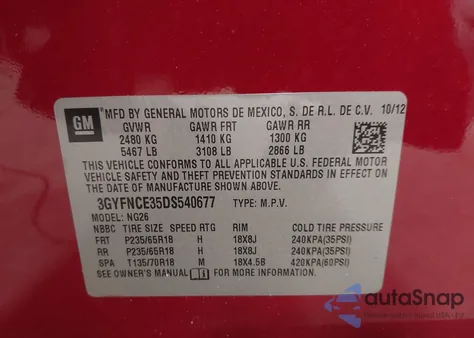 GM
MFD BY GENERAL MOTORS DE MEXICO, S. DE R.L. DE C.V. 10/12
GVWR GAWR FRT GAWR RR
2480 KG 1410 KG 1300 KG
5467 LB 3108 LB 2866 LB
THIS VEHICLE CONFORMS TO ALL APPLICABLE U.S. FEDERAL MOTOR
VEHICLE SAFETY AND THEFT PREVENTION STANDARDS IN EFFECT
ON THE DATE OF MANUFACTURE SHOWN ABOVE.
3GYFNCE35DS540677 TYPE: M.P.V.
MODEL: NG26
NBBC TIRE SIZE SPEED RTG RIM COLD TIRE PRESSURE
FRT P235/65R18 H 18X8J 240KPA(35PSI)
RR P235/65R18 H 18X8J 240KPA(35PSI)
SPA T135/70R18 M 18X4.5B 420KPA(60PSI)
SEE OWNER'S MANUAL FOR MORE INFORMATION
autaSnap